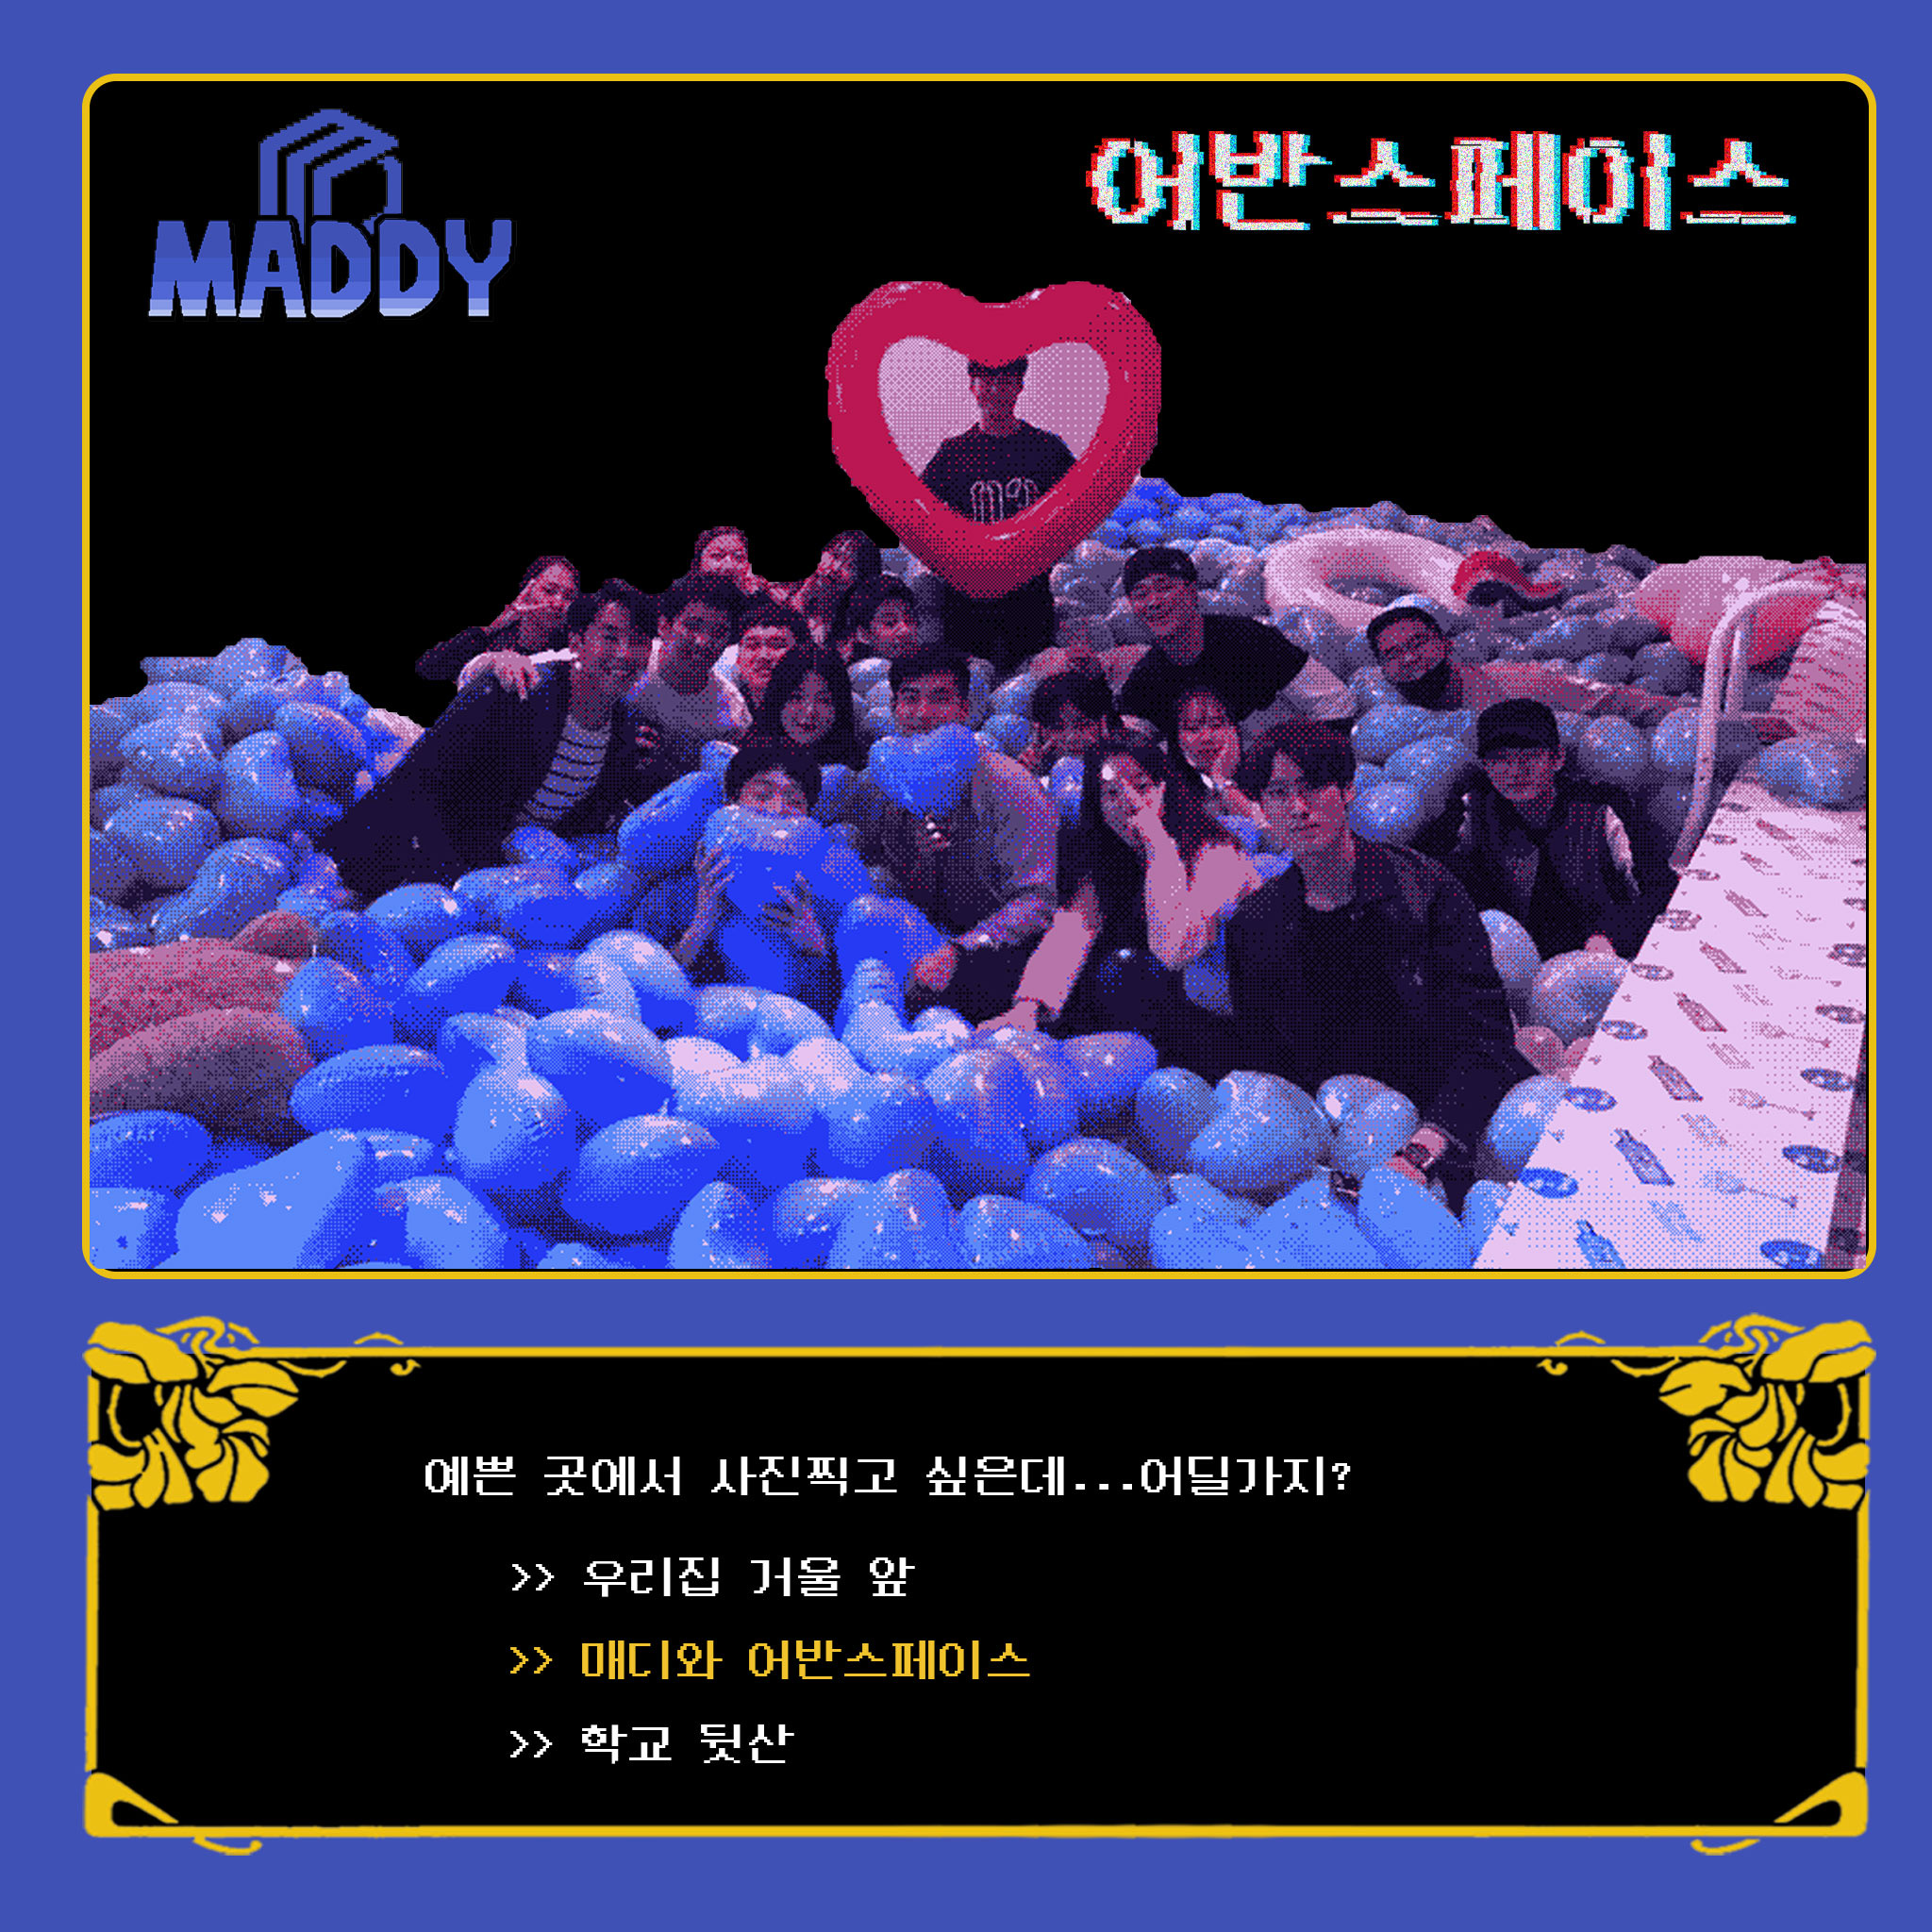 MADDY
어반스페이스
예쁜 곳에서 사진찍고 싶은데...어딜가지?
>> 우리집 거울 앞
>> 매디와 어반스페이스
>> 학교 뒷산